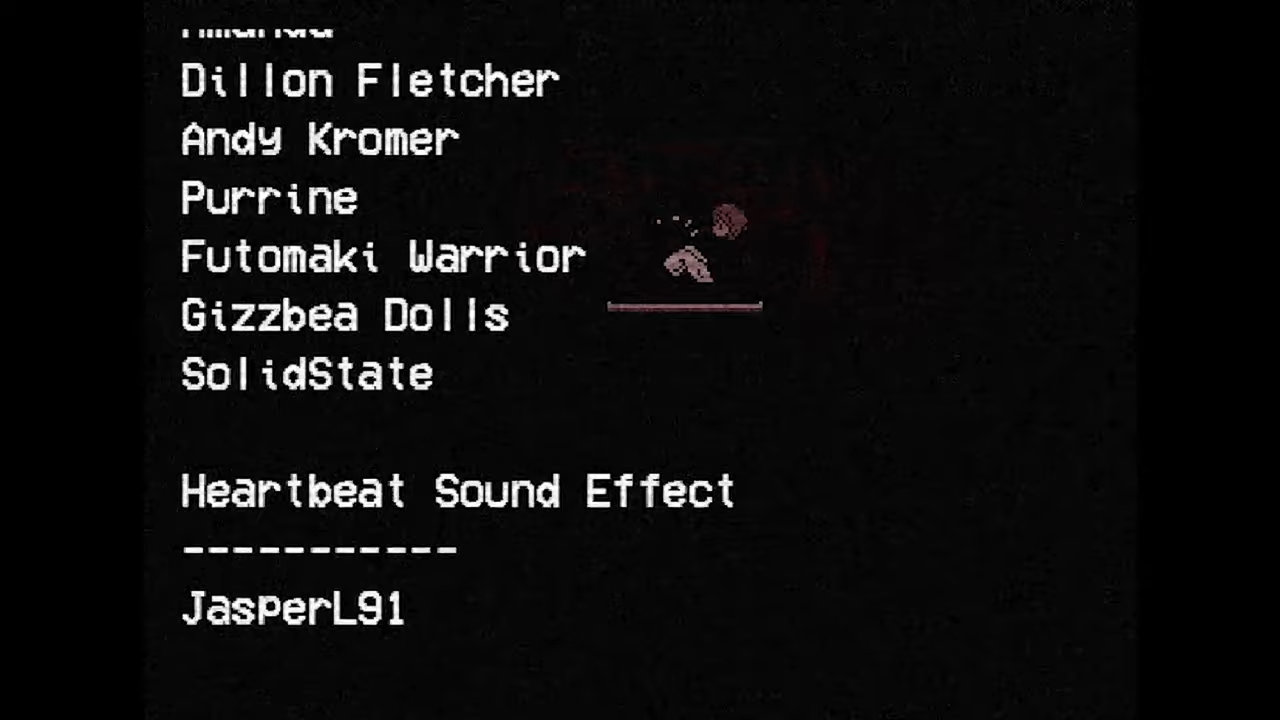 Dillon Fletcher
Andy Kromer
Purrine
Futomaki Warrior
Gizzbea Dolls
SolidState
Heartbeat Sound Effect
-----------
JasperL91